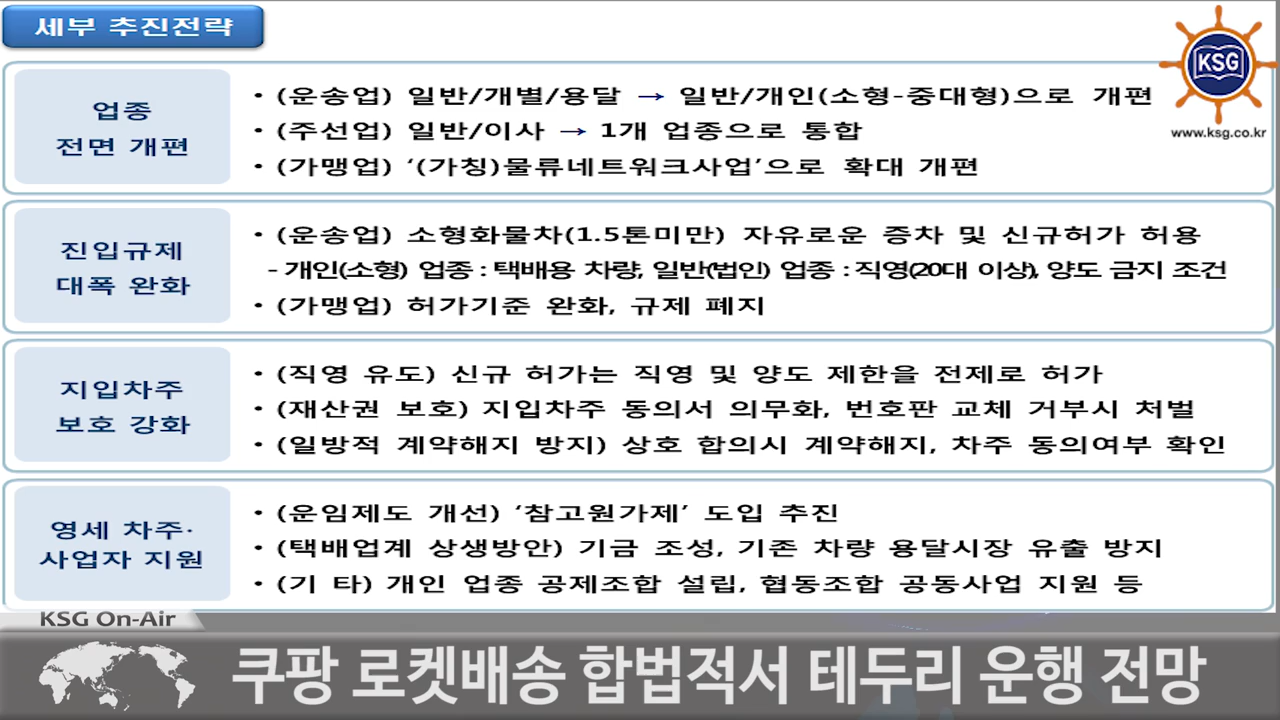 세부 추진전략
KSG
www.ksg.co.kr
업종
전면 개편
• (운송업) 일반/개별/용달 → 일반/개인(소형-중대형)으로 개편
• (주선업) 일반/이사 → 1개 업종으로 통합
• (가맹업) ‘(가칭)물류네트워크사업’으로 확대 개편
진입규제
대폭 완화
• (운송업) 소형화물차(1.5톤미만) 자유로운 증차 및 신규허가 허용
- 개인(소형) 업종 : 택배용 차량, 일반(법인) 업종 : 직영(20대 이상), 양도 금지 조건
• (가맹업) 허가기준 완화, 규제 폐지
지입차주
보호 강화
• (직영 유도) 신규 허가는 직영 및 양도 제한을 전제로 허가
• (재산권 보호) 지입차주 동의서 의무화, 번호판 교체 거부시 처벌
• (일방적 계약해지 방지) 상호 합의시 계약해지, 차주 동의여부 확인
영세 차주·
사업자 지원
• (운임제도 개선) ‘참고원가제’ 도입 추진
• (택배업계 상생방안) 기금 조성, 기존 차량 용달시장 유출 방지
• (기 타) 개인 업종 공제조합 설립, 협동조합 공동사업 지원 등
KSG On-Air
쿠팡 로켓배송 합법적서 테두리 운행 전망